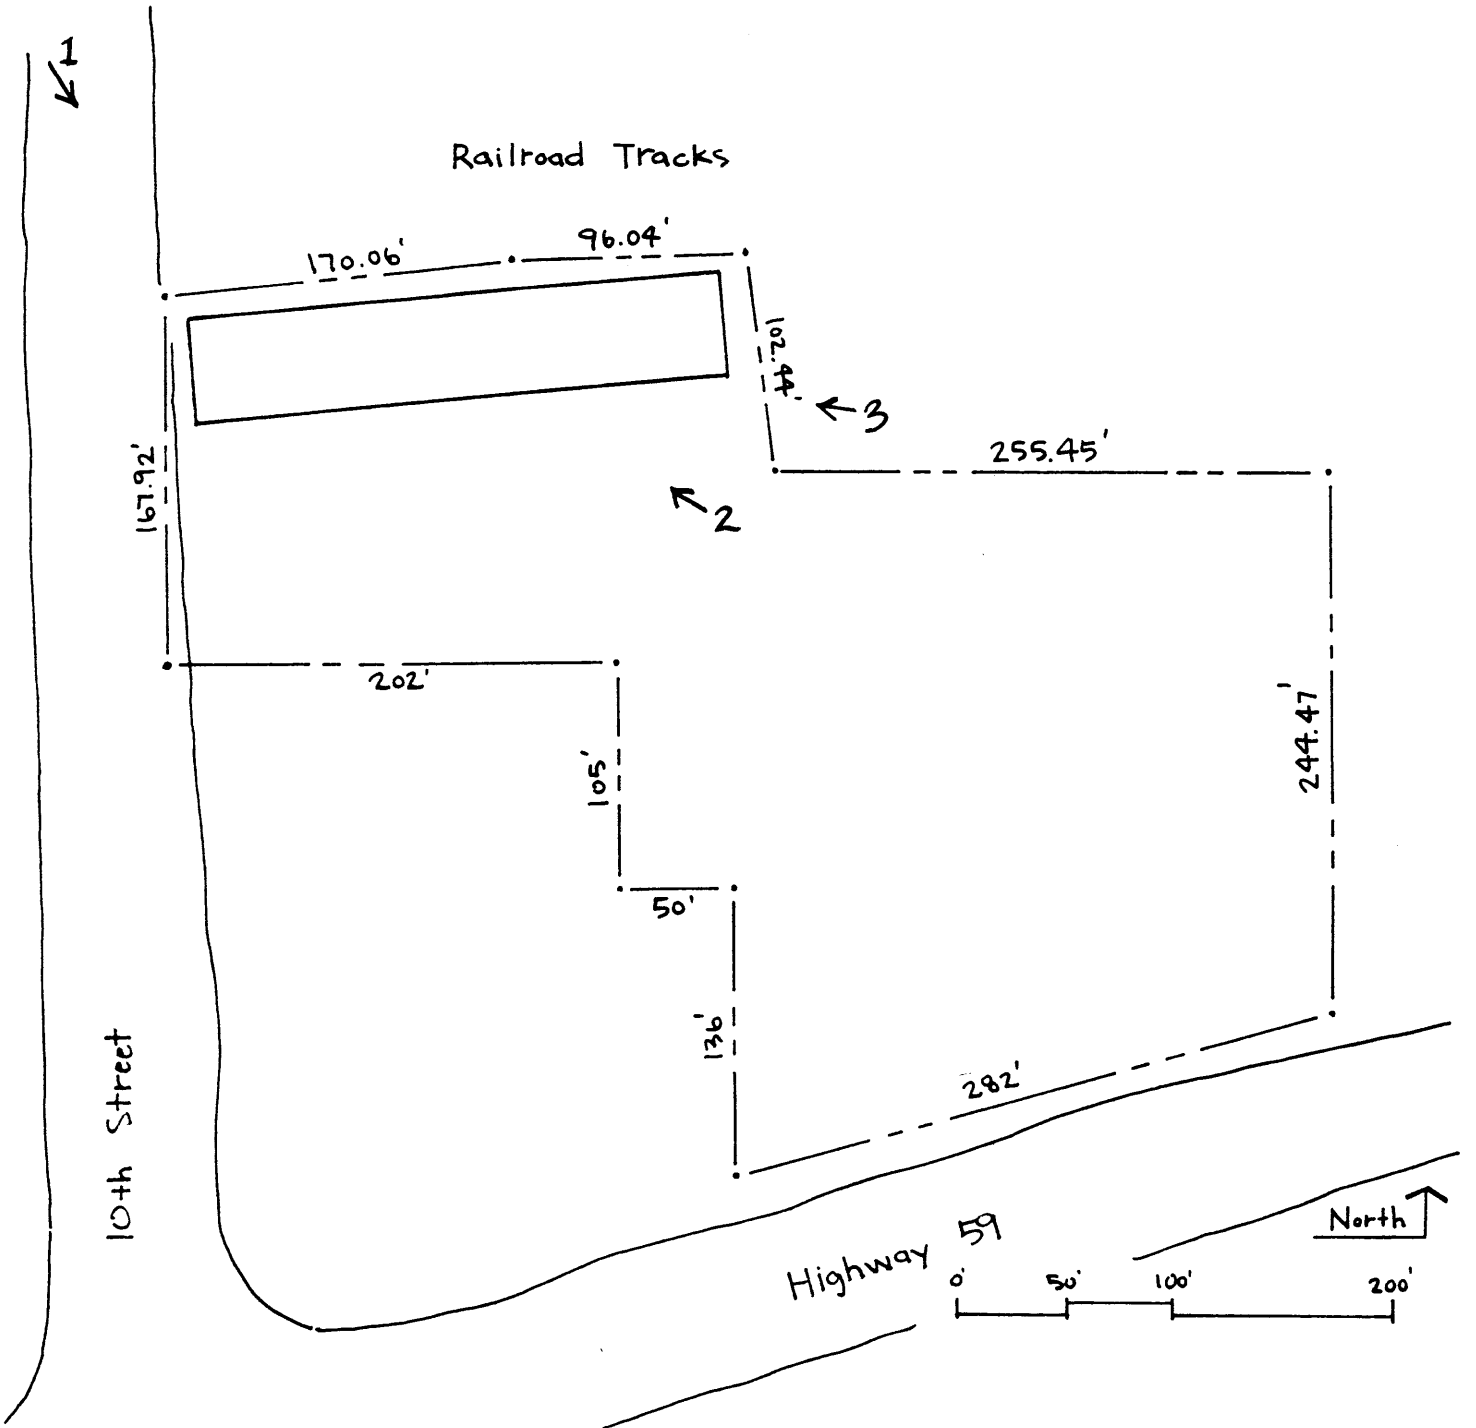 1
Railroad Tracks
170.06'
96.04'
102.44'
3
255.45'
167.92'
2
202'
105'
244.47'
50'
136'
282'
10th Street
North
Highway 59
0' 50' 100' 200'